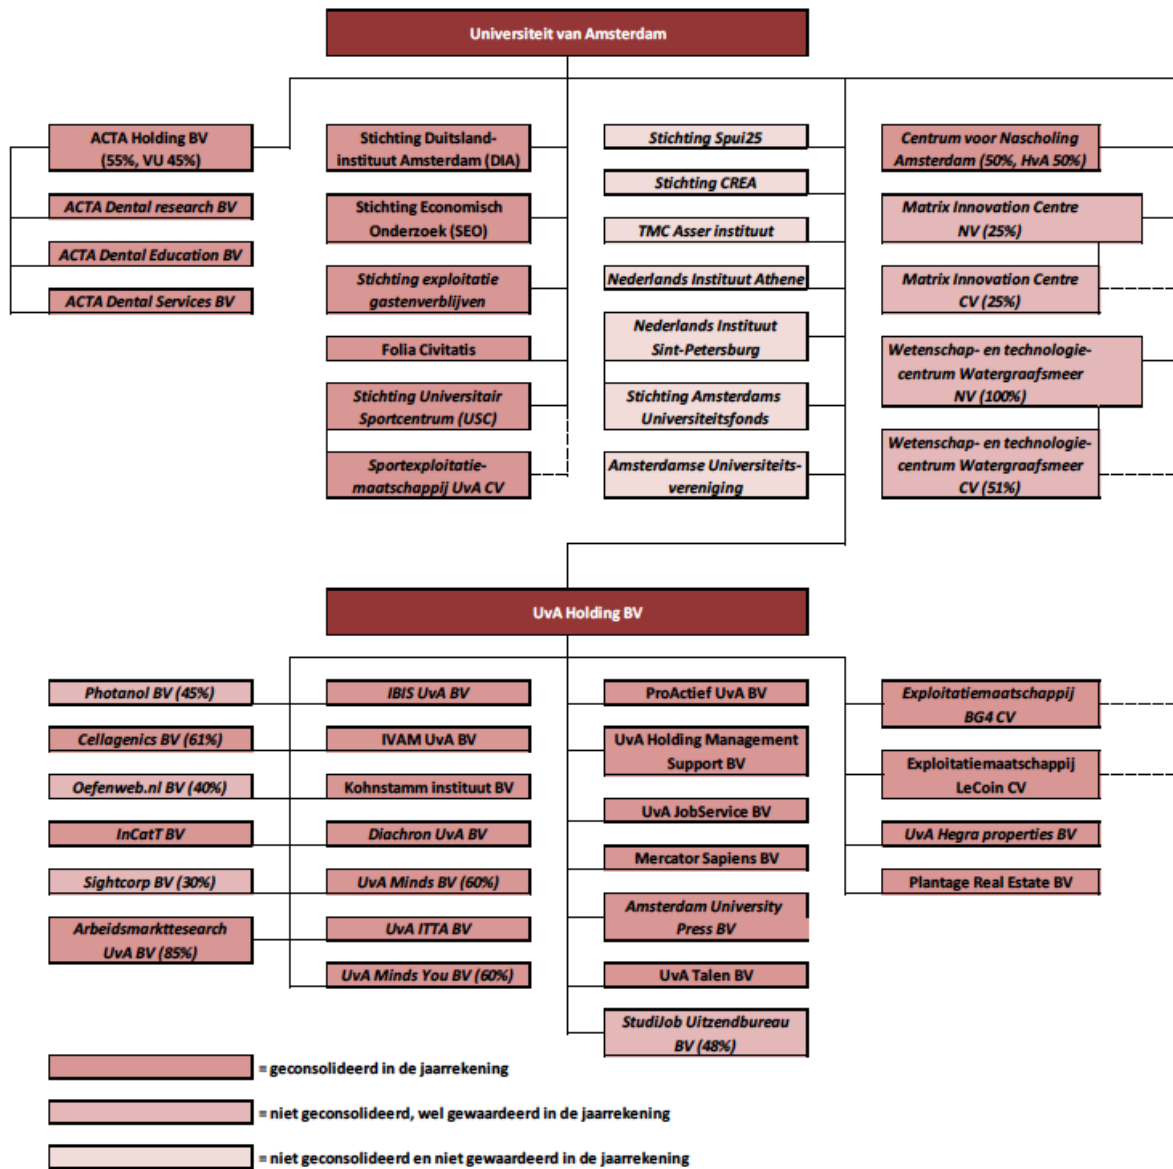 Universiteit van Amsterdam
ACTA Holding BV
(55%, VU 45%)
ACTA Dental research BV
ACTA Dental Education BV
ACTA Dental Services BV
Stichting Duitsland-
instituut Amsterdam (DIA)
Stichting Economisch
Onderzoek (SEO)
Stichting exploitatie
gastenverblijven
Folia Civitatis
Stichting Universitair
Sportcentrum (USC)
Sportexploitatie-
maatschappij UvA CV
Stichting Spui25
Stichting CREA
TMC Asser instituut
Nederlands Instituut Athene
Nederlands Instituut
Sint-Petersburg
Stichting Amsterdams
Universiteitsfonds
Amsterdamse Universiteits-
vereniging
Centrum voor Nascholing
Amsterdam (50%, HvA 50%)
Matrix Innovation Centre
NV (25%)
Matrix Innovation Centre
CV (25%)
Wetenschap- en technologie-
centrum Watergraafsmeer
NV (100%)
Wetenschap- en technologie-
centrum Watergraafsmeer
CV (51%)
UvA Holding BV
Photanol BV (45%)
Cellagenics BV (61%)
Oefenweb.nl BV (40%)
InCatT BV
Sightcorp BV (30%)
Arbeidsmarkttesearch
UvA BV (85%)
IBIS UvA BV
IVAM UvA BV
Kohnstamm instituut BV
Diachron UvA BV
UvA Minds BV (60%)
UvA ITTA BV
UvA Minds You BV (60%)
ProActief UvA BV
UvA Holding Management
Support BV
UvA JobService BV
Mercator Sapiens BV
Amsterdam University
Press BV
UvA Talen BV
StudiJob Uitzendbureau
BV (48%)
Exploitatiemaatschappij
BG4 CV
Exploitatiemaatschappij
LeCoin CV
UvA Hegra properties BV
Plantage Real Estate BV
= geconsolideerd in de jaarrekening
= niet geconsolideerd, wel gewaardeerd in de jaarrekening
= niet geconsolideerd en niet gewaardeerd in de jaarrekening